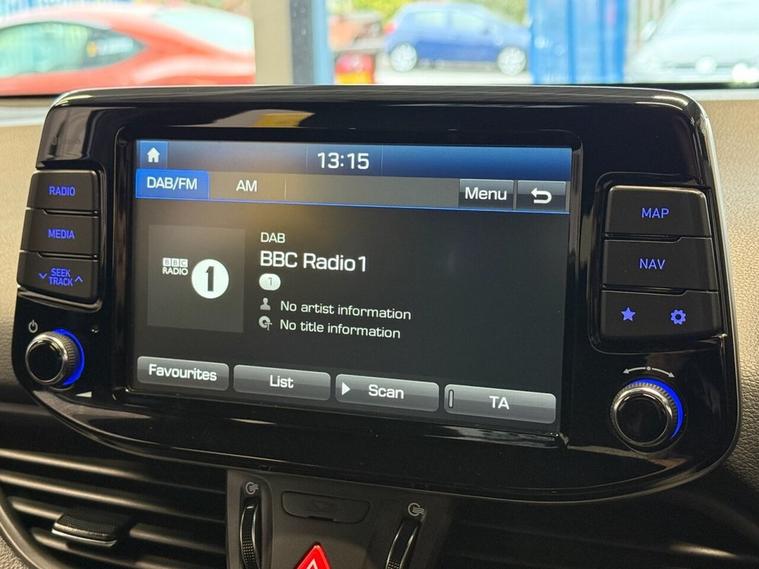 13:15
DAB/FM
AM
Menu
RADIO
MEDIA
SEEK
TRACK
MAP
NAV
BBC
RADIO
1
DAB
BBC Radio 1
1
No artist information
No title information
Favourites
List
Scan
TA